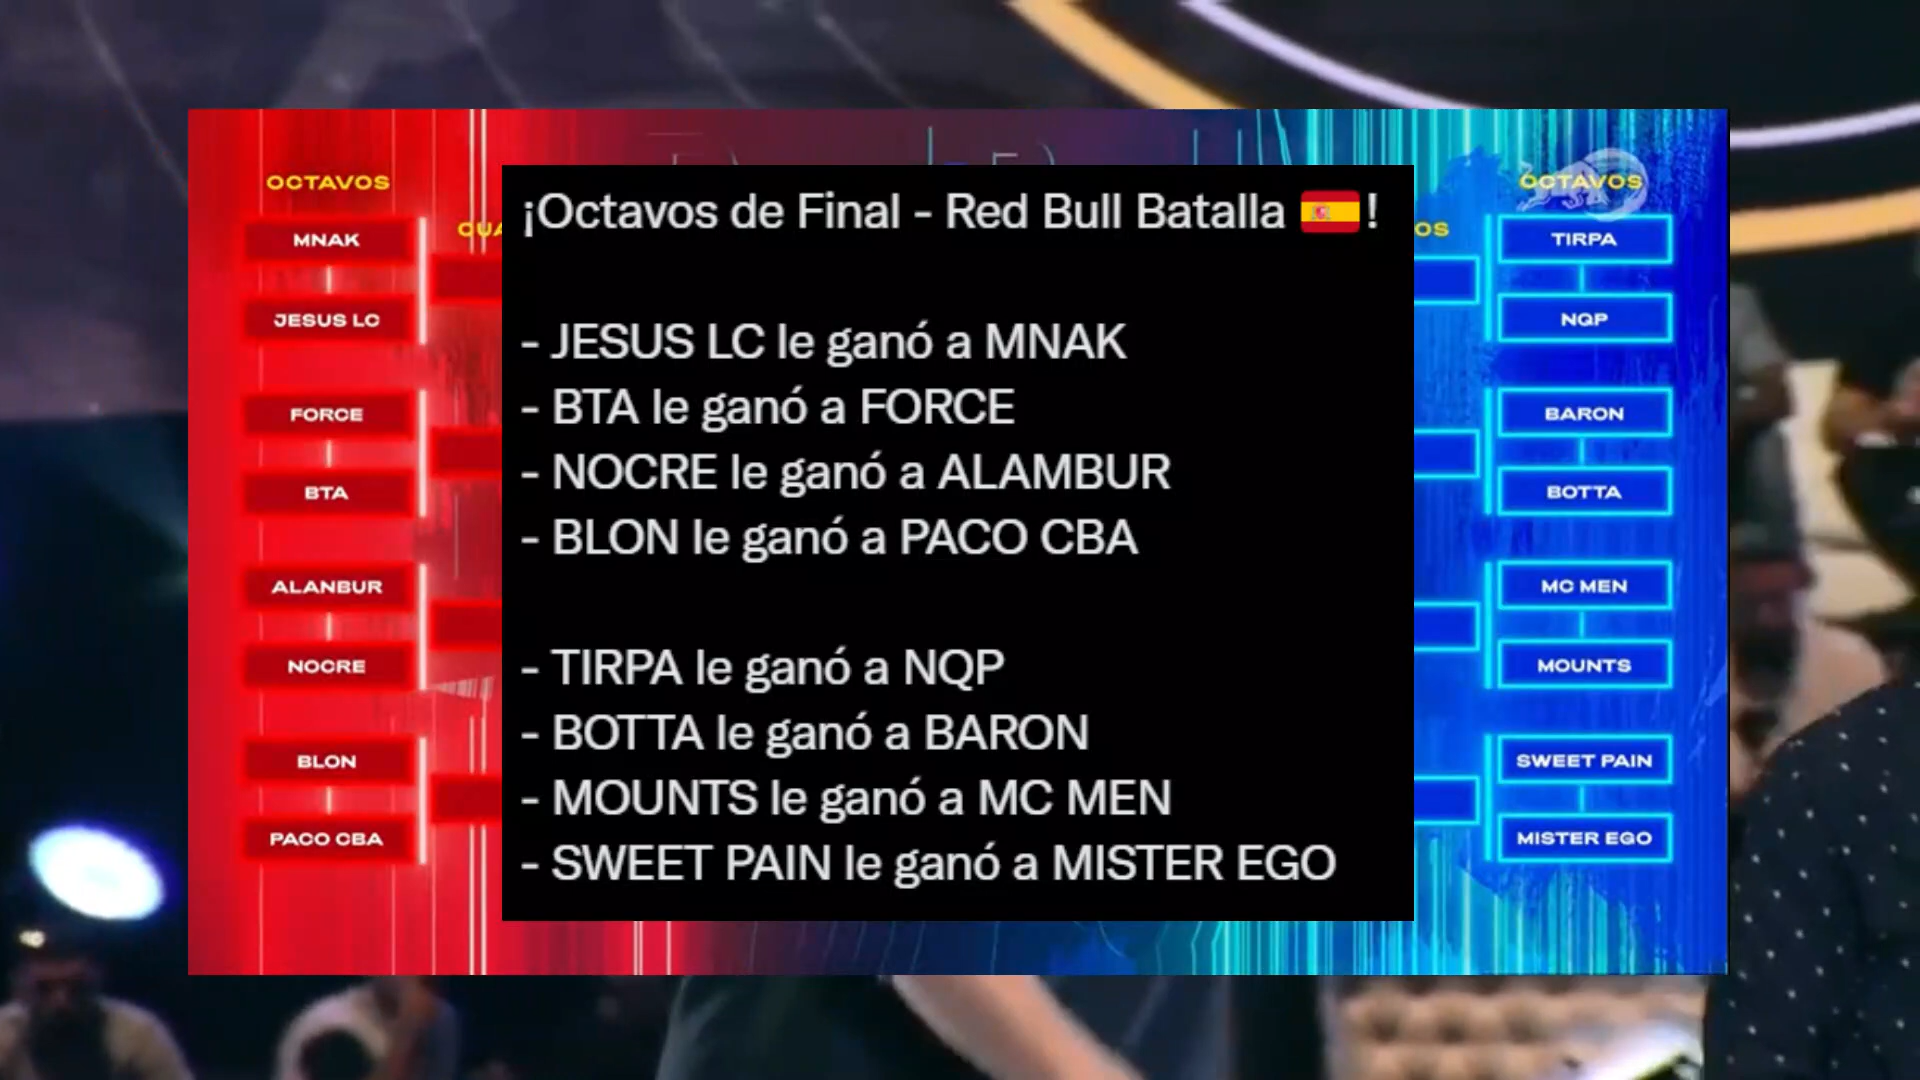 OCTAVOS
MNAK
JESUS LC
FORCE
BTA
ALANBUR
NOCRE
BLON
PACO CBA
CUA
¡Octavos de Final - Red Bull Batalla 🇪🇸!
- JESUS LC le ganó a MNAK
- BTA le ganó a FORCE
- NOCRE le ganó a ALAMBUR
- BLON le ganó a PACO CBA
- TIRPA le ganó a NQP
- BOTTA le ganó a BARON
- MOUNTS le ganó a MC MEN
- SWEET PAIN le ganó a MISTER EGO
OS
OCTAVOS
TIRPA
NQP
BARON
BOTTA
MC MEN
MOUNTS
SWEET PAIN
MISTER EGO